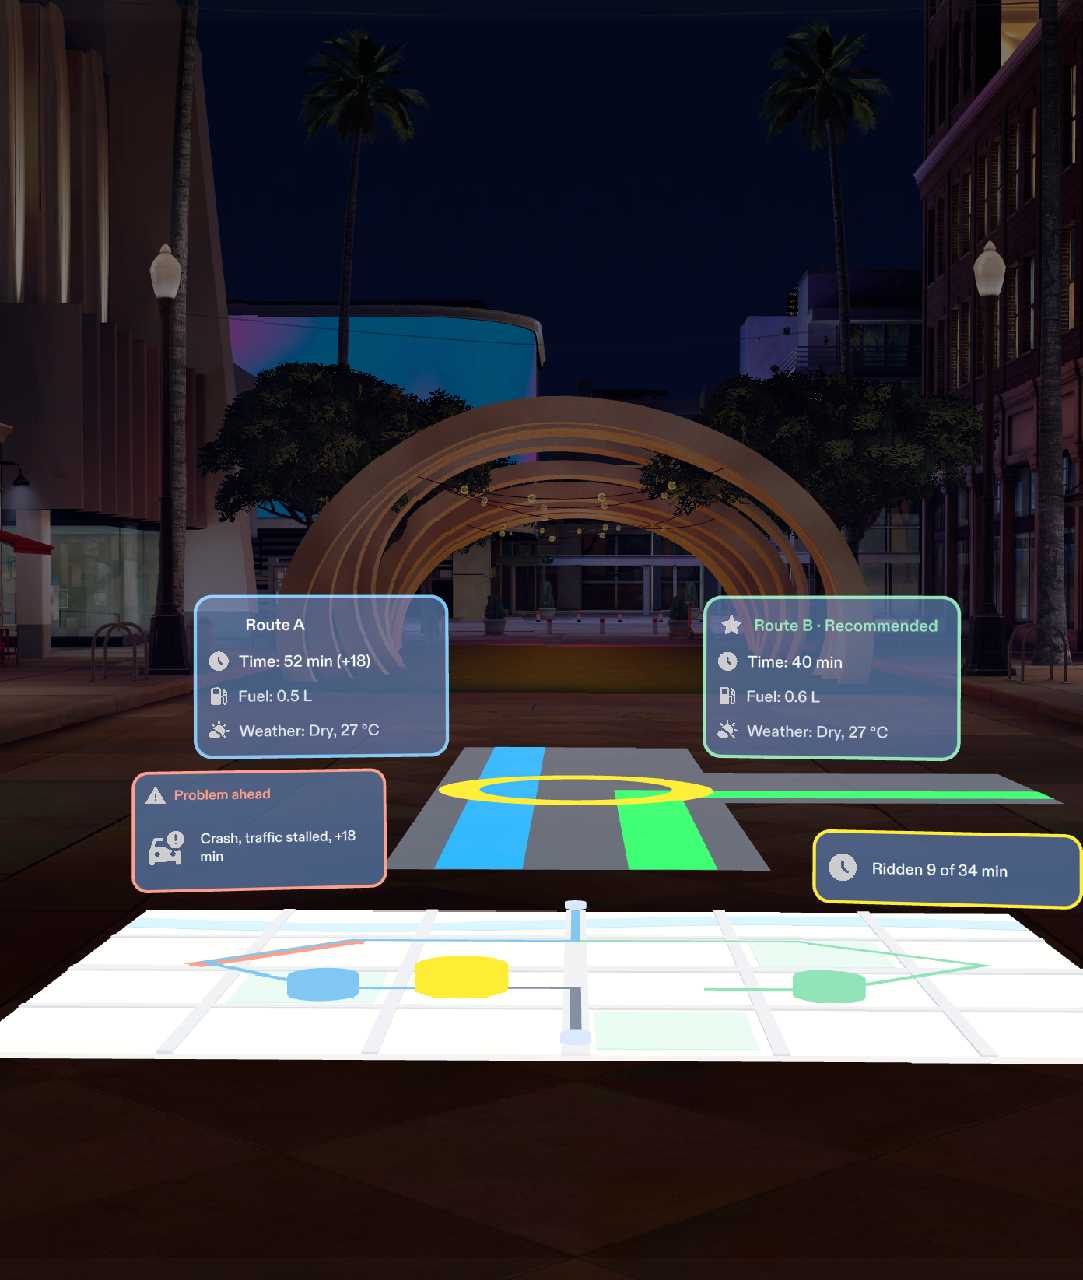 Route A
Time: 52 min (+18)
Fuel: 0.5 L
Weather: Dry, 27 °C
Route B · Recommended
Time: 40 min
Fuel: 0.6 L
Weather: Dry, 27 °C
Problem ahead
Crash, traffic stalled, +18
min
Ridden 9 of 34 min